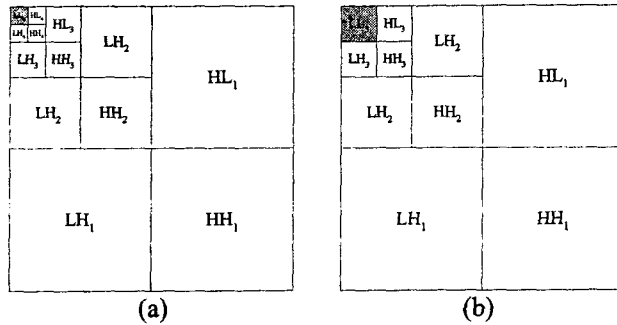 HL₄
LH₄ HH₄
HL₃
LH₃ HH₃
LH₂
LH₂ HH₂
HL₁
LH₁ HH₁
(a)
HL₃
LH₃ HH₃
LH₂
LH₂ HH₂
HL₁
LH₁ HH₁
(b)